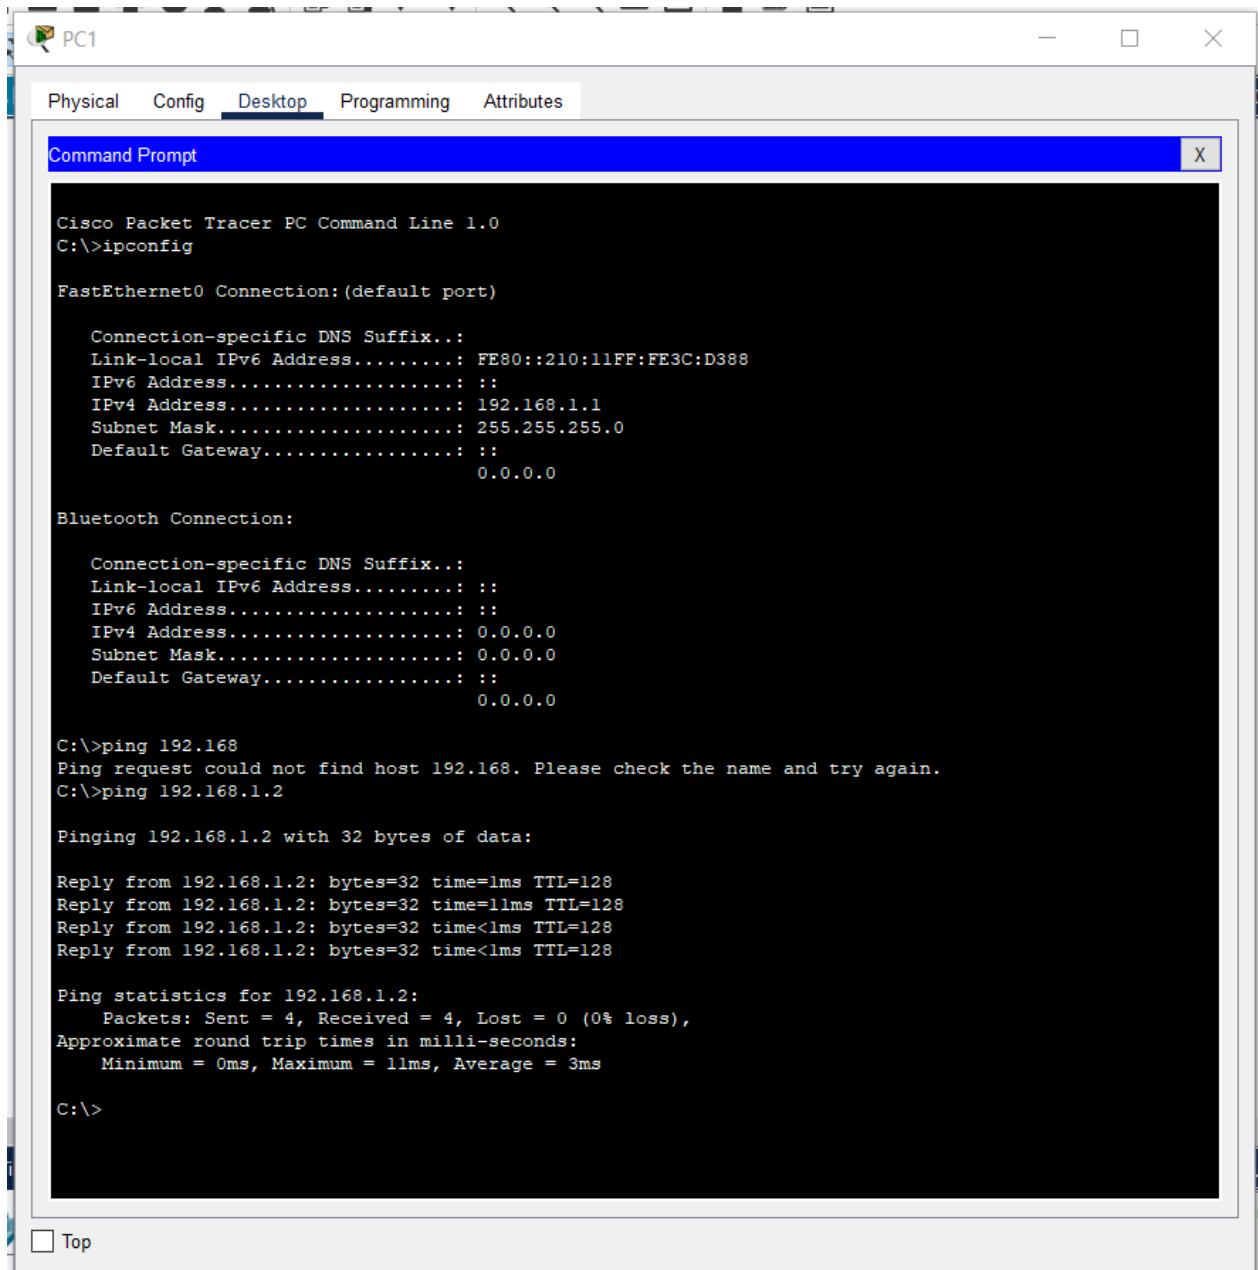 PC1
Physical Config Desktop Programming Attributes
Command Prompt X
Cisco Packet Tracer PC Command Line 1.0
C:\>ipconfig
FastEthernet0 Connection:(default port)
Connection-specific DNS Suffix..:
Link-local IPv6 Address.........: FE80::210:11FF:FE3C:D388
IPv6 Address....................: ::
IPv4 Address....................: 192.168.1.1
Subnet Mask.....................: 255.255.255.0
Default Gateway.................: ::
0.0.0.0
Bluetooth Connection:
Connection-specific DNS Suffix..:
Link-local IPv6 Address.........: ::
IPv6 Address....................: ::
IPv4 Address....................: 0.0.0.0
Subnet Mask.....................: 0.0.0.0
Default Gateway.................: ::
0.0.0.0
C:\>ping 192.168
Ping request could not find host 192.168. Please check the name and try again.
C:\>ping 192.168.1.2
Pinging 192.168.1.2 with 32 bytes of data:
Reply from 192.168.1.2: bytes=32 time=1ms TTL=128
Reply from 192.168.1.2: bytes=32 time=11ms TTL=128
Reply from 192.168.1.2: bytes=32 time<1ms TTL=128
Reply from 192.168.1.2: bytes=32 time<1ms TTL=128
Ping statistics for 192.168.1.2:
Packets: Sent = 4, Received = 4, Lost = 0 (0% loss),
Approximate round trip times in milli-seconds:
Minimum = 0ms, Maximum = 11ms, Average = 3ms
C:\>
Top